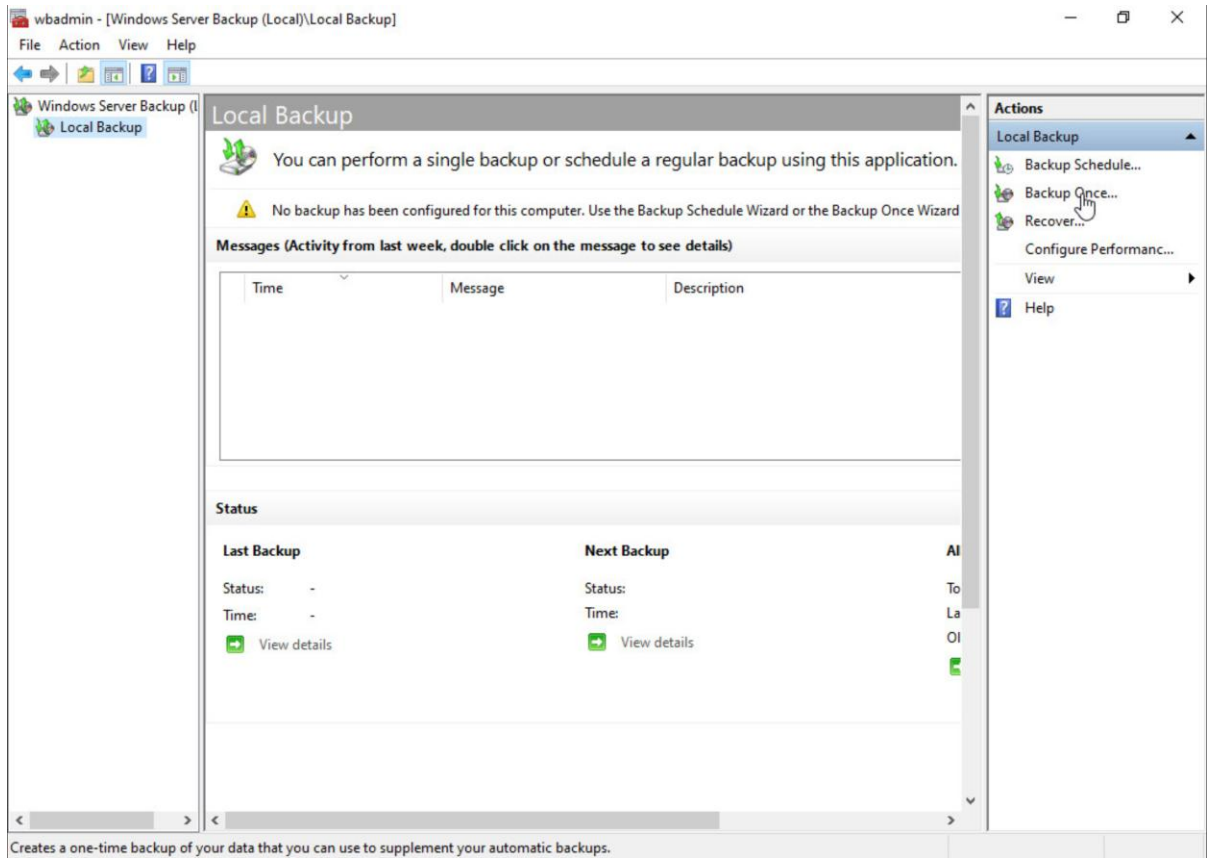 wbadmin - [Windows Server Backup (Local)\Local Backup]
File Action View Help
Windows Server Backup (L
Local Backup
Local Backup
You can perform a single backup or schedule a regular backup using this application.
No backup has been configured for this computer. Use the Backup Schedule Wizard or the Backup Once Wizard
Messages (Activity from last week, double click on the message to see details)
Time Message Description
Status
Last Backup Next Backup Al
Status: - Status: To
Time: - Time: La
Ol
View details View details
Actions
Local Backup
Backup Schedule...
Backup Once...
Recover...
Configure Performanc...
View
Help
Creates a one-time backup of your data that you can use to supplement your automatic backups.